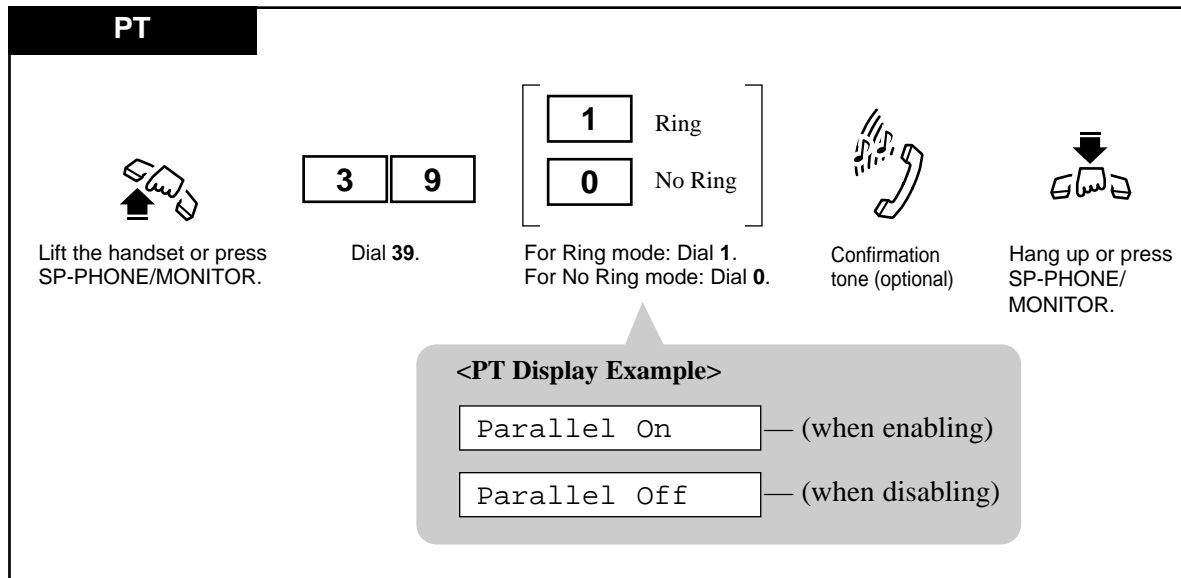 PT
1 Ring
0 No Ring
3 9
Lift the handset or press
SP-PHONE/MONITOR.
Dial 39.
For Ring mode: Dial 1.
For No Ring mode: Dial 0.
Confirmation
tone (optional)
Hang up or press
SP-PHONE/
MONITOR.
<PT Display Example>
Parallel On — (when enabling)
Parallel Off — (when disabling)